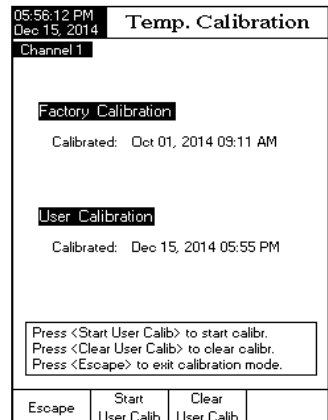 05:56:12 PM
Dec 15, 2014
Temp. Calibration
Channel 1
Factory Calibration
Calibrated: Oct 01, 2014 09:11 AM
User Calibration
Calibrated: Dec 15, 2014 05:55 PM
Press <Start User Calib> to start calibr.
Press <Clear User Calib> to clear calibr.
Press <Escape> to exit calibration mode.
Escape
Start
User Calib
Clear
User Calib